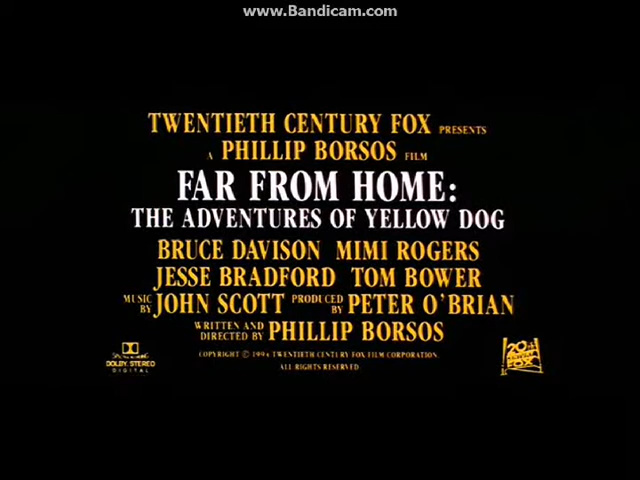 www.Bandicam.com
TWENTIETH CENTURY FOX PRESENTS
A PHILLIP BORSOS FILM
FAR FROM HOME:
THE ADVENTURES OF YELLOW DOG
BRUCE DAVISON MIMI ROGERS
JESSE BRADFORD TOM BOWER
MUSIC BY JOHN SCOTT PRODUCED BY PETER O'BRIAN
WRITTEN AND DIRECTED BY PHILLIP BORSOS
COPYRIGHT © TWENTIETH CENTURY FOX FILM CORPORATION
ALL RIGHTS RESERVED
DOLBY STEREO
DIGITAL
20th
CENTURY
FOX